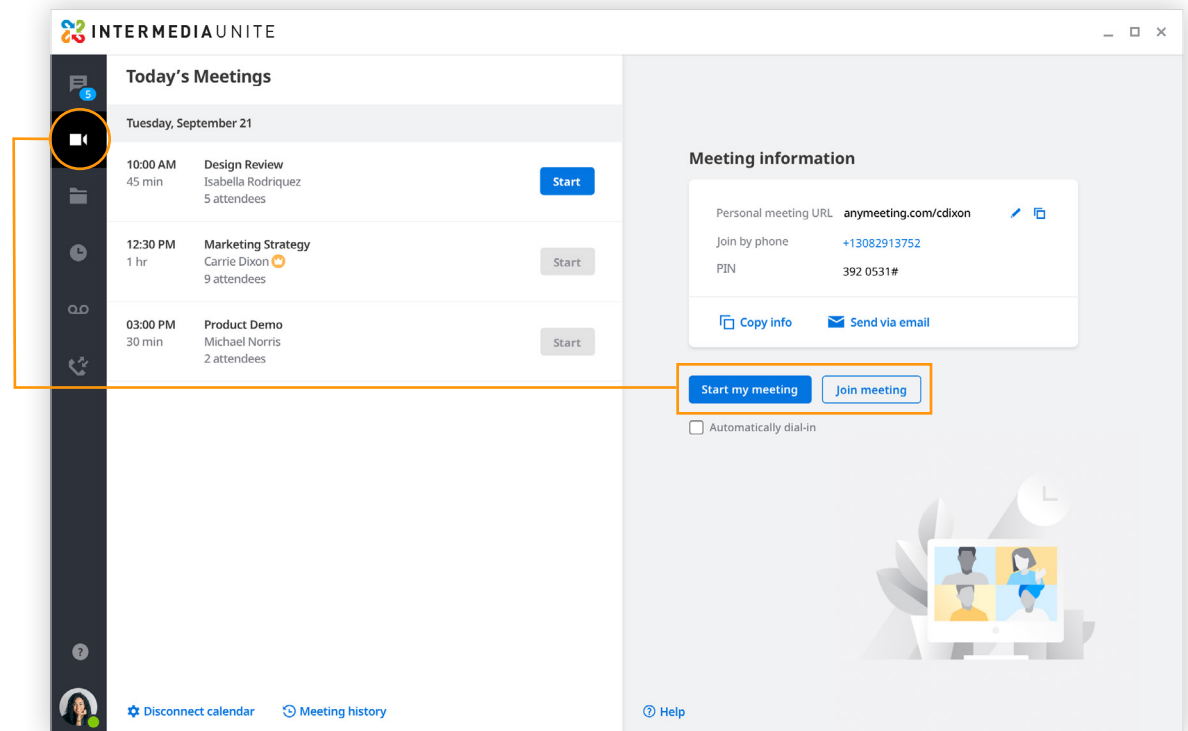 INTERMEDIAUNITE
Today's Meetings
5
Tuesday, September 21
10:00 AM Design Review
45 min Isabella Rodriquez Start
5 attendees
12:30 PM Marketing Strategy
1 hr Carrie Dixon Start
9 attendees
03:00 PM Product Demo
30 min Michael Norris Start
2 attendees
Disconnect calendar Meeting history
Meeting information
Personal meeting URL anymeeting.com/cdixon
Join by phone +13082913752
PIN 392 0531#
Copy info Send via email
Start my meeting Join meeting
Automatically dial-in
? Help
?